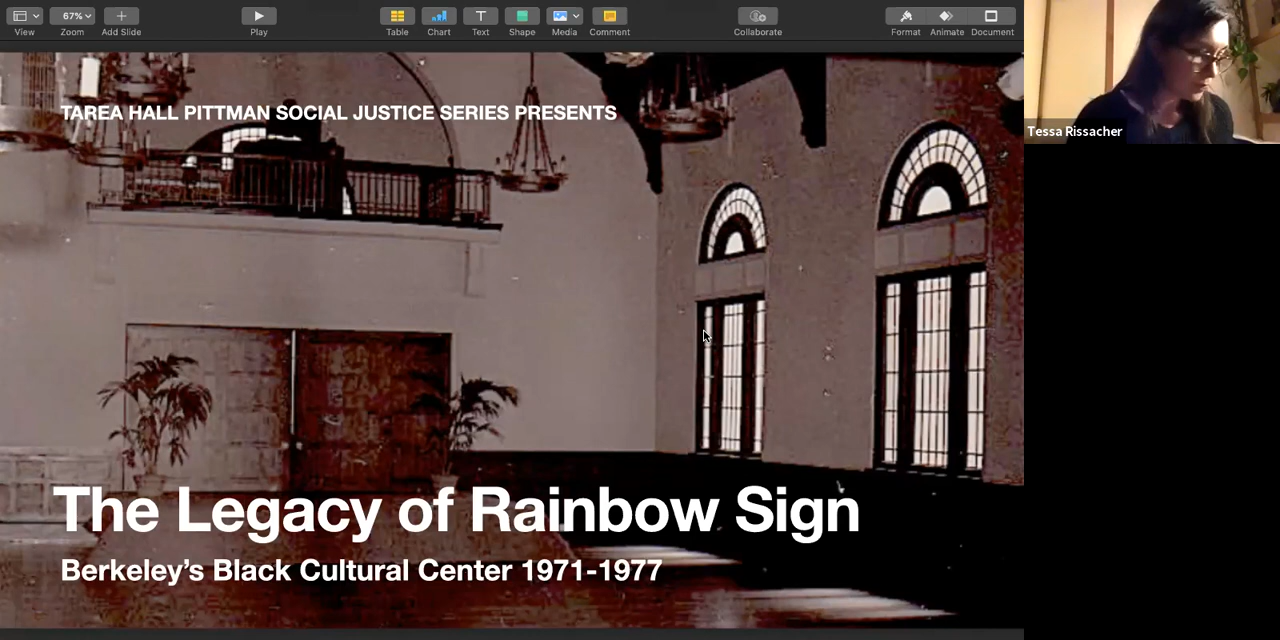 View
67%
Zoom
Add Slide
Play
Table
Chart
Text
Shape
Media
Comment
Collaborate
Format
Animate
Document
Tessa Rissacher
TAREA HALL PITTMAN SOCIAL JUSTICE SERIES PRESENTS
The Legacy of Rainbow Sign
Berkeley’s Black Cultural Center 1971-1977